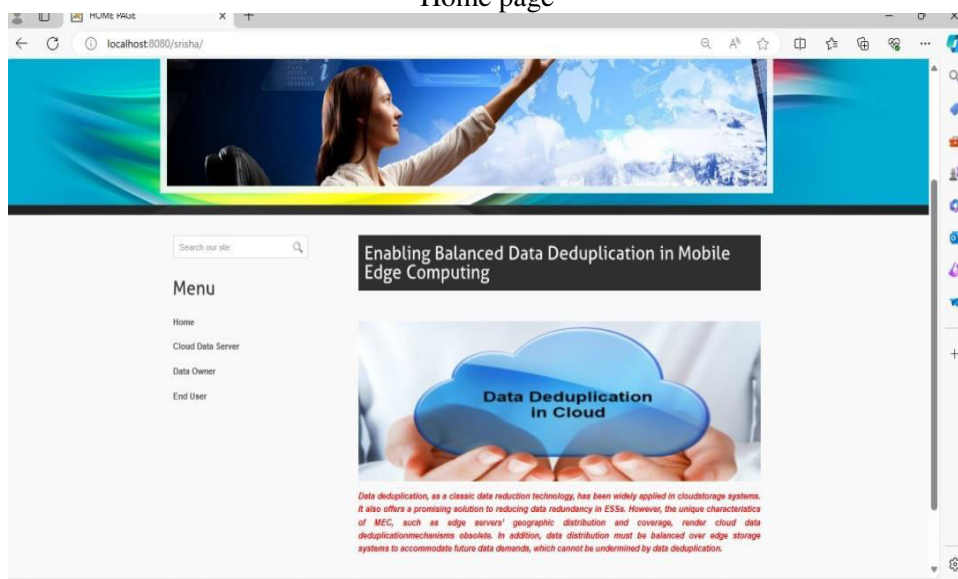 Home page
HOME PAGE
localhost:8080/srisha/
Search our site:
Menu
Home
Cloud Data Server
Data Owner
End User
Enabling Balanced Data Deduplication in Mobile
Edge Computing
Data Deduplication
in Cloud
Data deduplication, as a classic data reduction technology, has been widely applied in cloudstorage systems.
It also offers a promising solution to reducing data redundancy in ESSs. However, the unique characteristics
of MEC, such as edge servers' geographic distribution and coverage, render cloud data
deduplicationmechanisms obsolete. In addition, data distribution must be balanced over edge storage
systems to accommodate future data demands, which cannot be undermined by data deduplication.